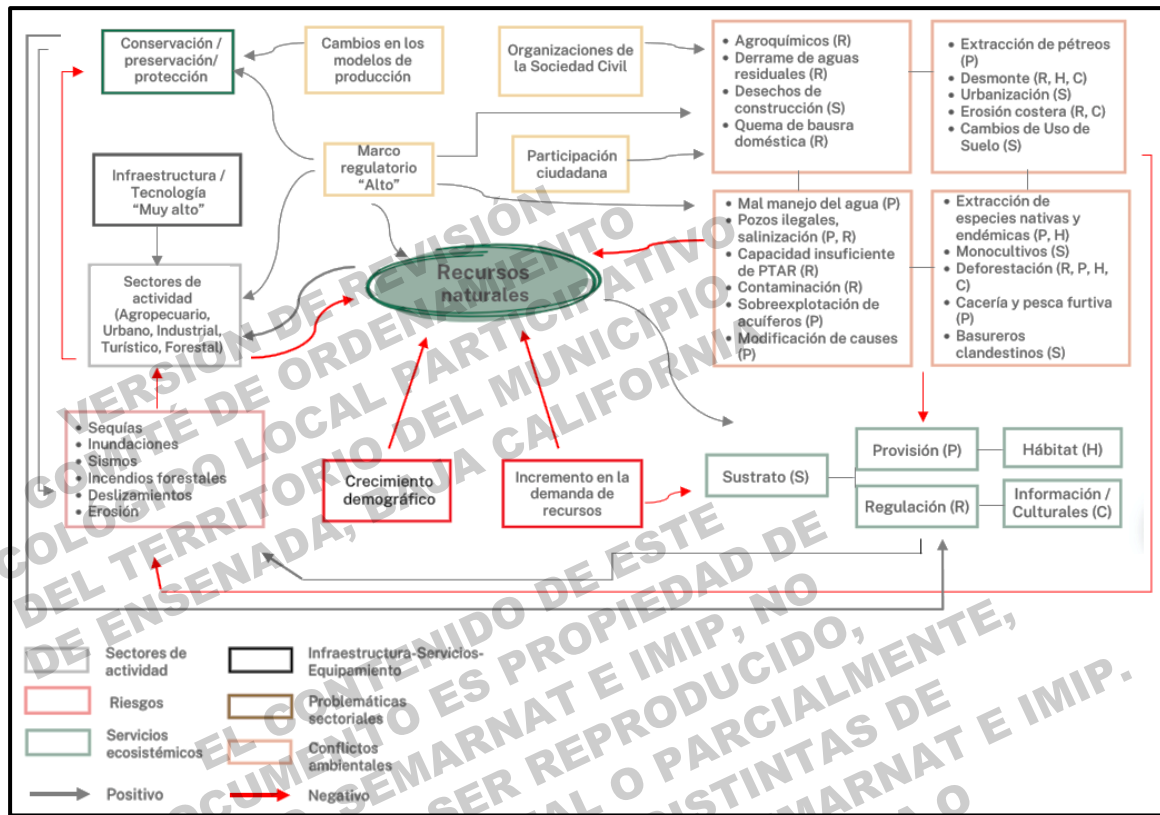 Conservación /
preservación/
protección
Cambios en los
modelos de
producción
Organizaciones de
la Sociedad Civil
• Agroquímicos (R)
• Derrame de aguas
residuales (R)
• Desechos de
construcción (S)
• Quema de bausra
doméstica (R)
• Extracción de pétreos
(P)
• Desmonte (R, H, C)
• Urbanización (S)
• Erosión costera (R, C)
• Cambios de Uso de
Suelo (S)
Infraestructura /
Tecnología
“Muy alto”
Marco
regulatorio
“Alto”
Participación
ciudadana
• Mal manejo del agua (P)
• Pozos ilegales,
salinización (P, R)
• Capacidad insuficiente
de PTAR (R)
• Contaminación (R)
• Sobreexplotación de
acuíferos (P)
• Modificación de causes
(P)
• Extracción de
especies nativas y
endémicas (P, H)
• Monocultivos (S)
• Deforestación (R, P, H,
C)
• Cacería y pesca furtiva
(P)
• Basureros
clandestinos (S)
Sectores de
actividad
(Agropecuario,
Urbano, Industrial,
Turístico, Forestal)
Recursos
naturales
• Sequías
• Inundaciones
• Sismos
• Incendios forestales
• Deslizamientos
• Erosión
Crecimiento
demográfico
Incremento en la
demanda de
recursos
Sustrato (S)
Provisión (P)
Hábitat (H)
Regulación (R)
Información /
Culturales (C)
Sectores de
actividad
Infraestructura-Servicios-
Equipamiento
Riesgos
Problemáticas
sectoriales
Servicios
ecosistémicos
Conflictos
ambientales
Positivo
Negativo
VERSIÓN DE REVISIÓN
COMITÉ DE ORDENAMIENTO
COLÓGICO LOCAL PARTICIPATIVO
DEL TERRITORIO DEL MUNICIPIO
DE ENSENADA, BAJA CALIFORNIA
EL CONTENIDO DE ESTE
DOCUMENTO ES PROPIEDAD DE
SEMARNAT E IMIP, NO
SER REPRODUCIDO,
TAL O PARCIALMENTE,
DISTINTAS DE
MARNAT E IMIP.